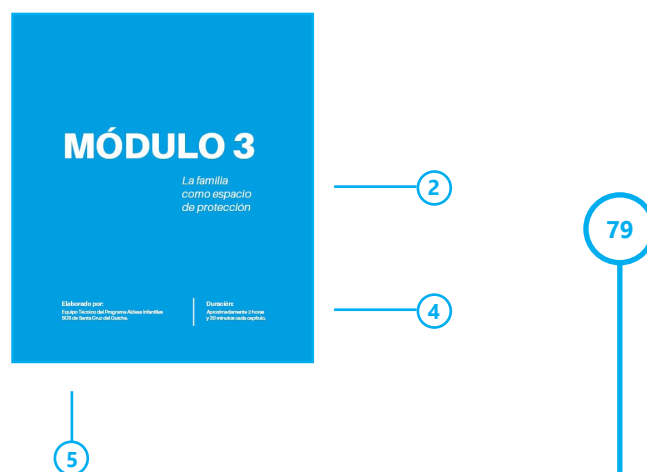 MÓDULO 3
La familia
como espacio
de protección
2
79
Elaborado por:
Equipo Técnico del Programa Aldeas Infantiles
SOS de Santa Cruz del Quiché.
Duración:
Aproximadamente 2 horas
y 30 minutos cada capítulo.
4
5